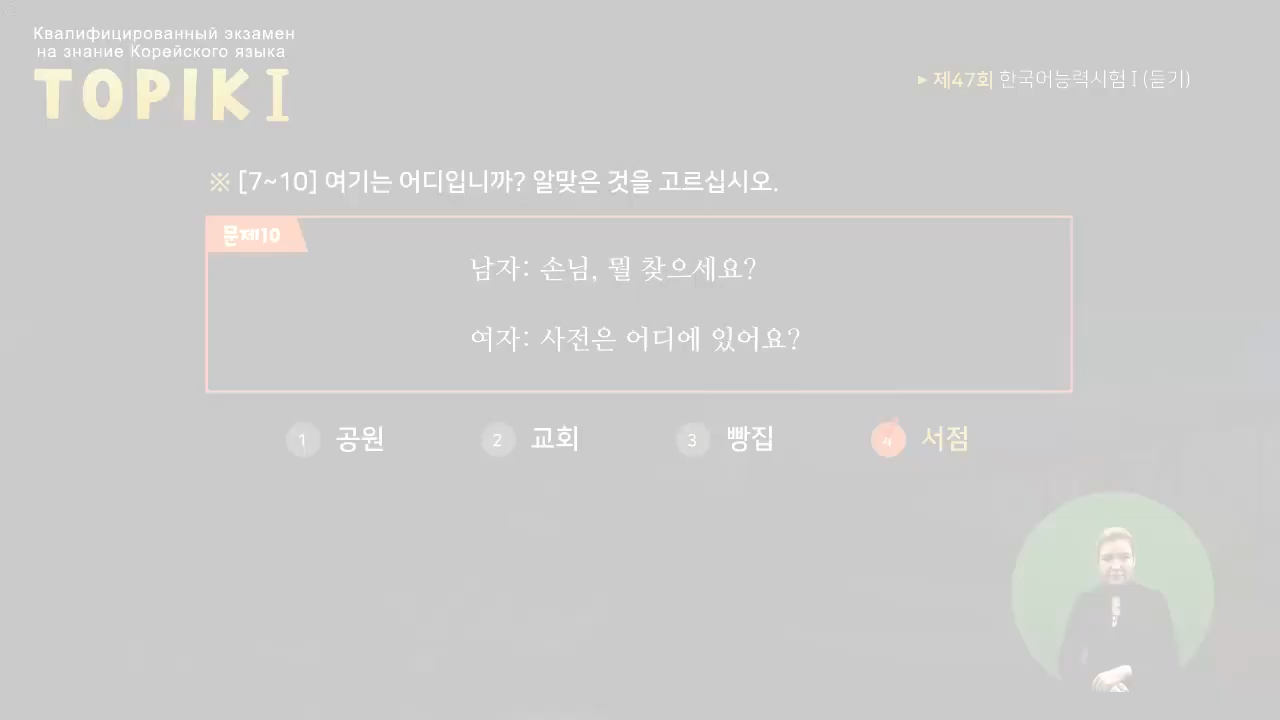 Квалифицированный экзамен
на знание Корейского языка
TOPIK I
▸ 제47회 한국어능력시험 I (듣기)
※ [7~10] 여기는 어디입니까? 알맞은 것을 고르십시오.
문제10
남자: 손님, 뭘 찾으세요?
여자: 사전은 어디에 있어요?
1 공원 2 교회 3 빵집 4 서점